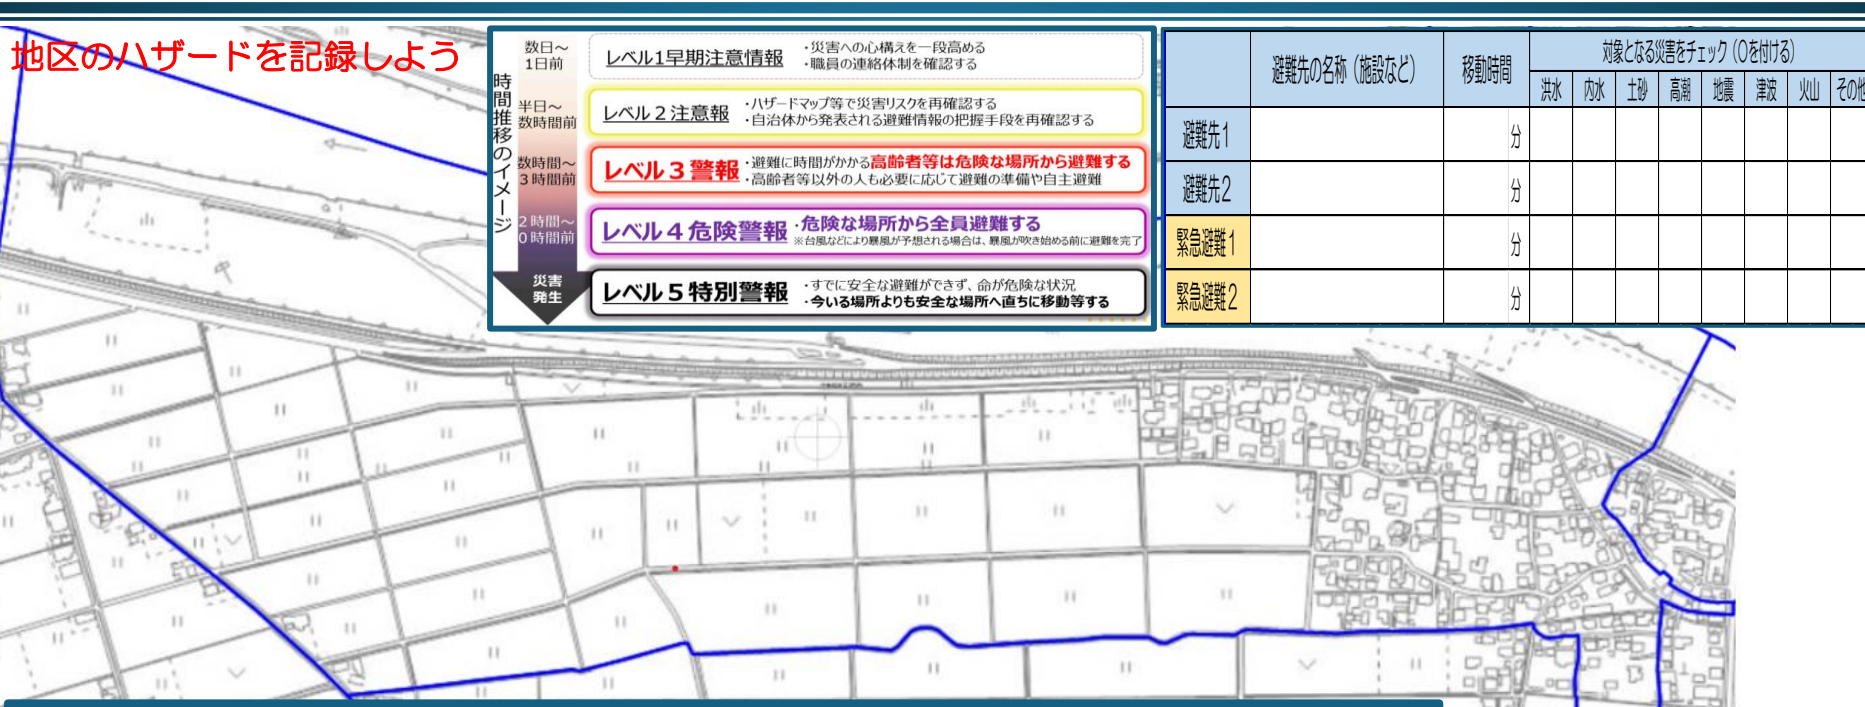 地区のハザードを記録しよう
時間推移のイメージ
数日～
1日前
レベル1早期注意情報
・災害への心構えを一段高める
・職員の連絡体制を確認する
半日～
数時間前
レベル２注意報
・ハザードマップ等で災害リスクを再確認する
・自治体から発表される避難情報の把握手段を再確認する
数時間～
３時間前
レベル３警報
・避難に時間がかかる高齢者等は危険な場所から避難する
・高齢者等以外の人も必要に応じて避難の準備や自主避難
２時間～
０時間前
レベル４危険警報
・危険な場所から全員避難する
※台風などにより暴風が予想される場合は、暴風が吹き始める前に避難を完了
災害
発生
レベル５特別警報
・すでに安全な避難ができず、命が危険な状況
・今いる場所よりも安全な場所へ直ちに移動等する
避難先の名称（施設など）
移動時間
対象となる災害をチェック（〇を付ける）
洪水 内水 土砂 高潮 地震 津波 火山 その他
避難先1 分
避難先2 分
緊急避難1 分
緊急避難2 分